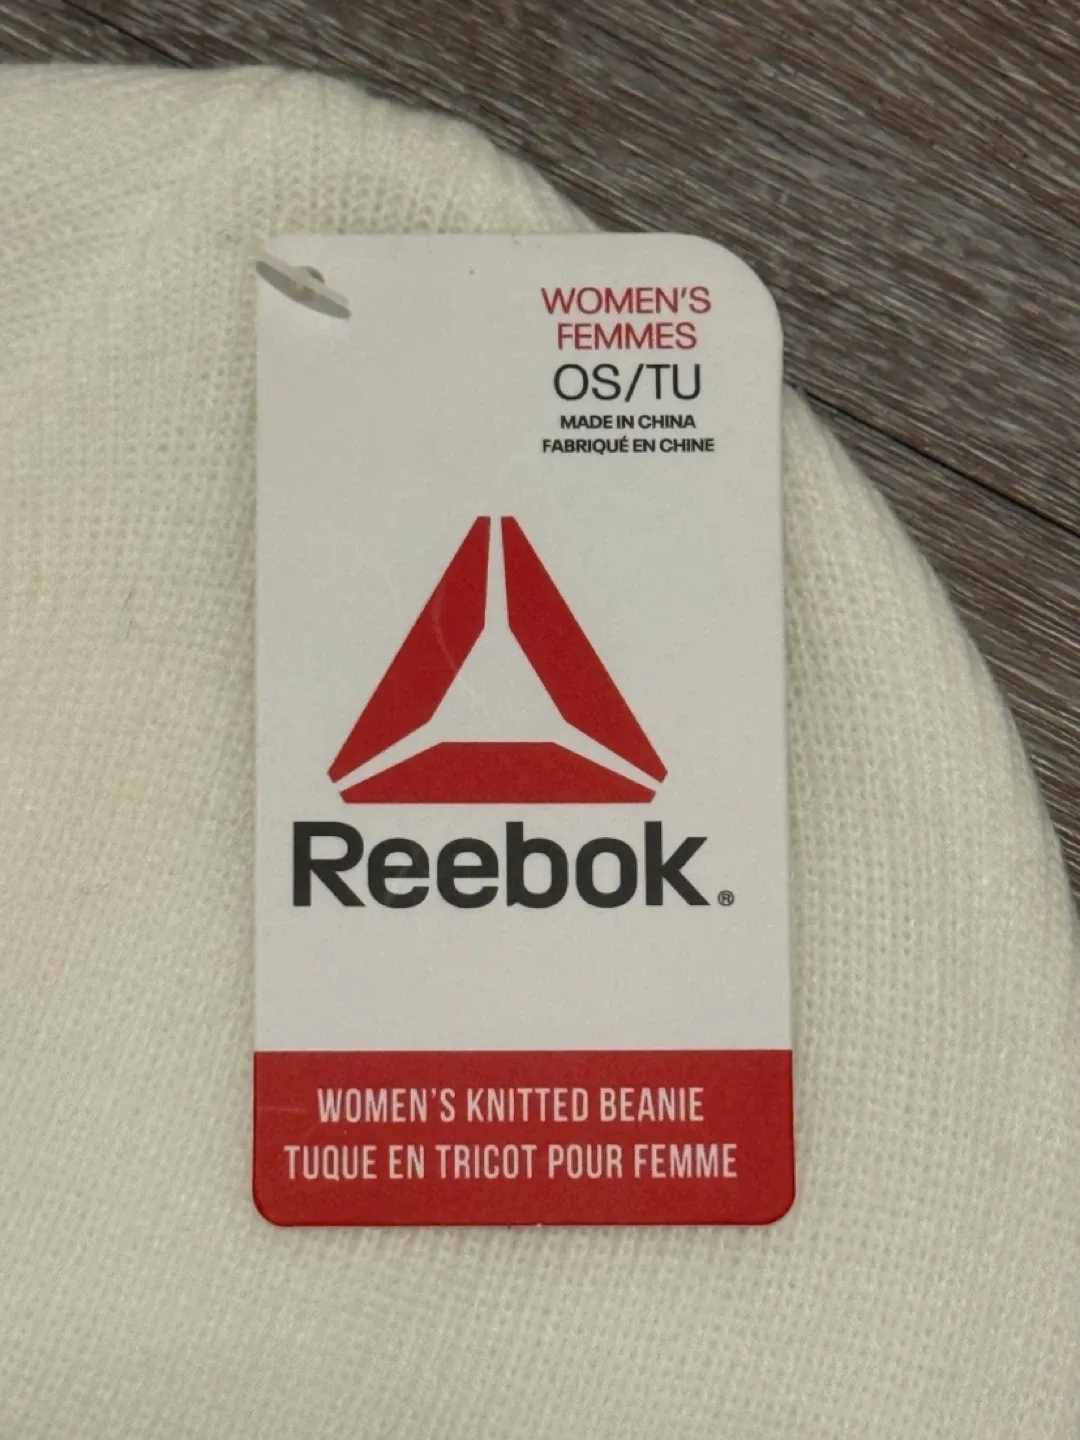 WOMEN'S
FEMMES
OS/TU
MADE IN CHINA
FABRIQUÉ EN CHINE
Reebok®
WOMEN'S KNITTED BEANIE
TUQUE EN TRICOT POUR FEMME